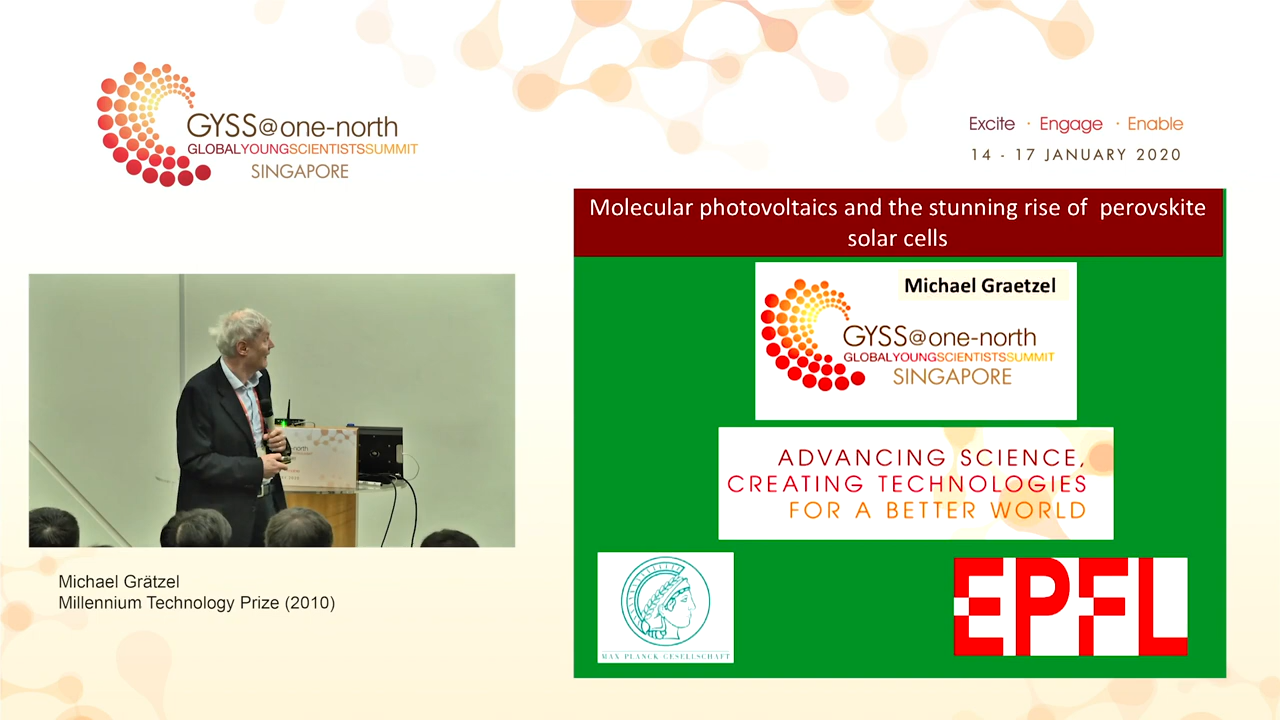 GYSS@one-north
GLOBALYOUNGSCIENTISTSSUMMIT
SINGAPORE
Excite · Engage · Enable
14 - 17 JANUARY 2020
Molecular photovoltaics and the stunning rise of perovskite
solar cells
Michael Graetzel
GYSS@one-north
GLOBALYOUNGSCIENTISTSSUMMIT
SINGAPORE
ADVANCING SCIENCE,
CREATING TECHNOLOGIES
FOR A BETTER WORLD
MAX PLANCK GESELLSCHAFT
EPFL
Michael Grätzel
Millennium Technology Prize (2010)